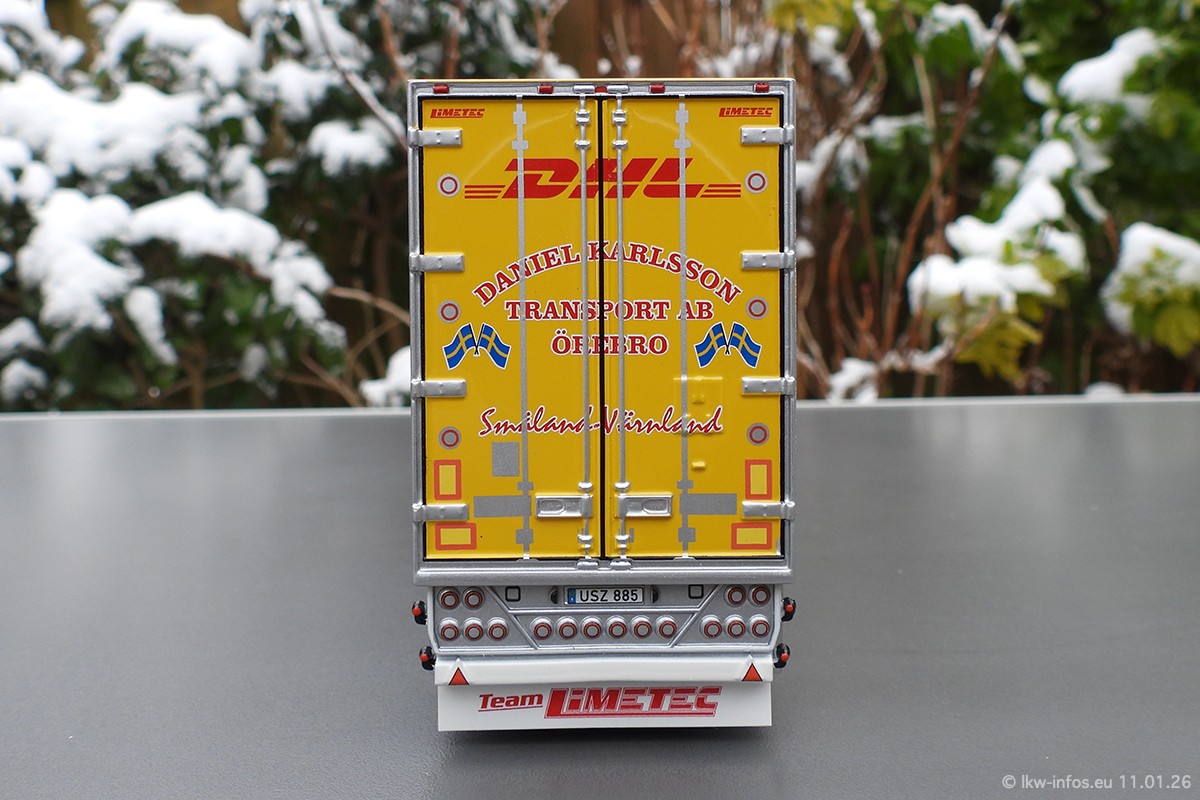 LiMETEC LiMETEC
DHL
DANIEL KARLSSON
TRANSPORT AB
ÖREBRO
Småland-Värnland
USZ 885
Team LiMETEC
© lkw-infos.eu 11.01.26